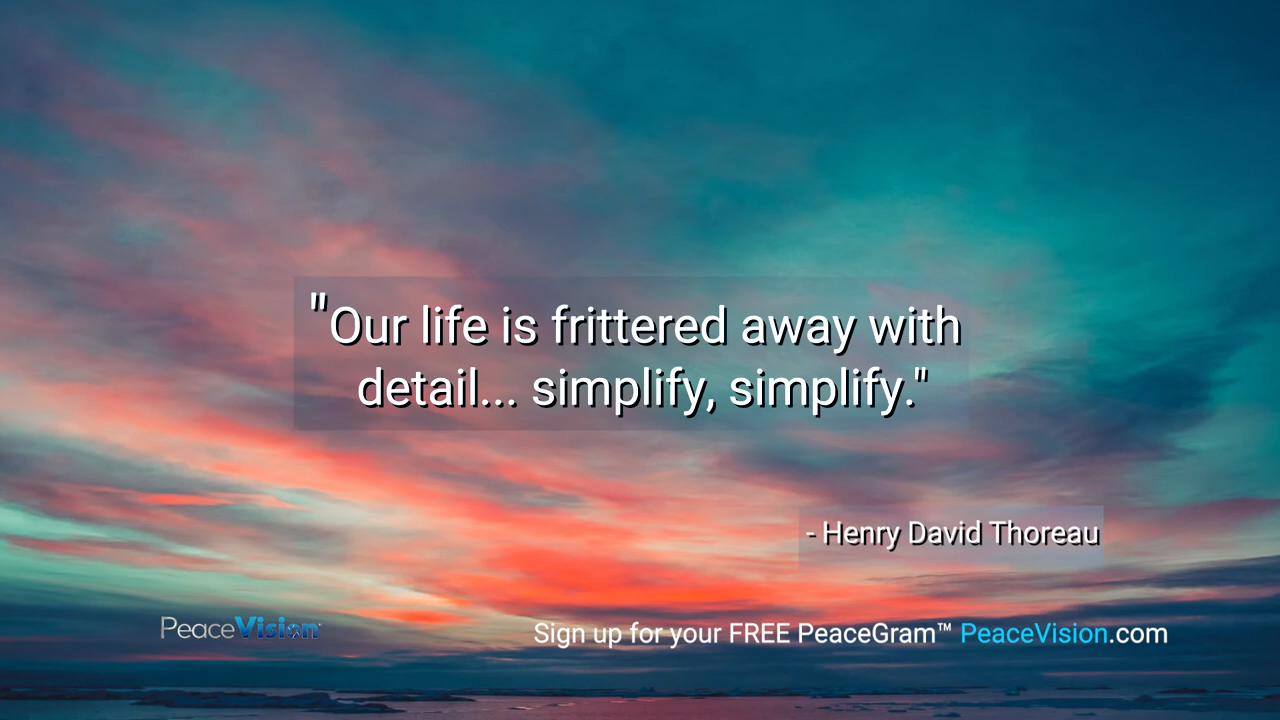 "Our life is frittered away with
detail... simplify, simplify."
- Henry David Thoreau
PeaceVision
Sign up for your FREE PeaceGram™ PeaceVision.com